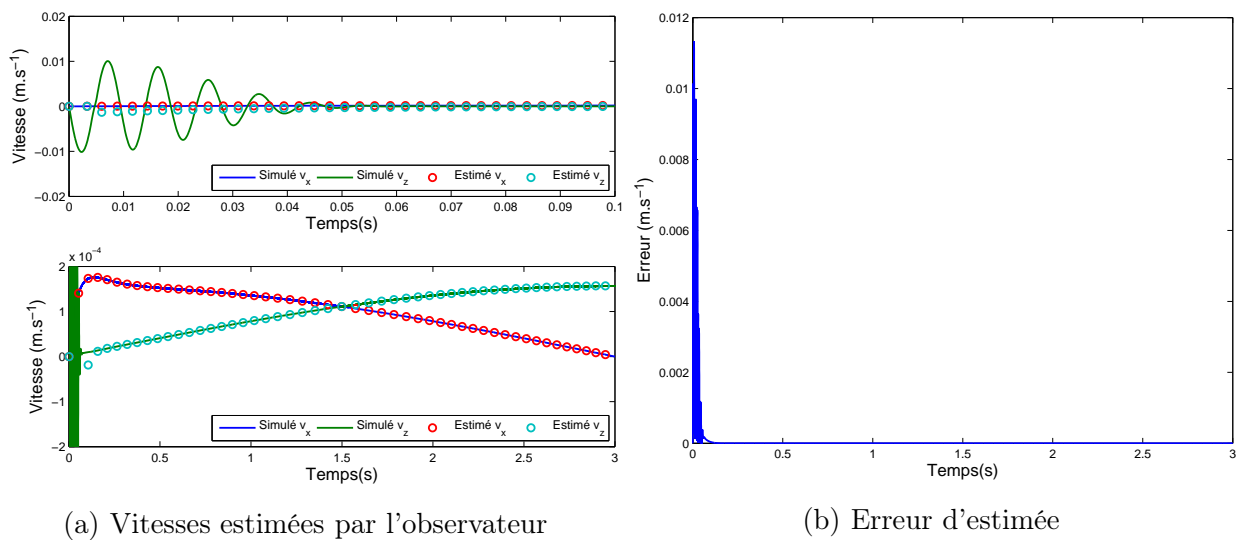 0.02
0.01
0
−0.01
−0.02
Vitesse (m.s⁻¹)
Simulé v_x Simulé v_z Estimé v_x Estimé v_z
0 0.01 0.02 0.03 0.04 0.05 0.06 0.07 0.08 0.09 0.1
Temps(s)
x 10⁻⁴
2
1
0
−1
−2
Vitesse (m.s⁻¹)
Simulé v_x Simulé v_z Estimé v_x Estimé v_z
0 0.5 1 1.5 2 2.5 3
Temps(s)
(a) Vitesses estimées par l'observateur
0.012
0.01
0.008
0.006
0.004
0.002
0
Erreur (m.s⁻¹)
0 0.5 1 1.5 2 2.5 3
Temps(s)
(b) Erreur d'estimée